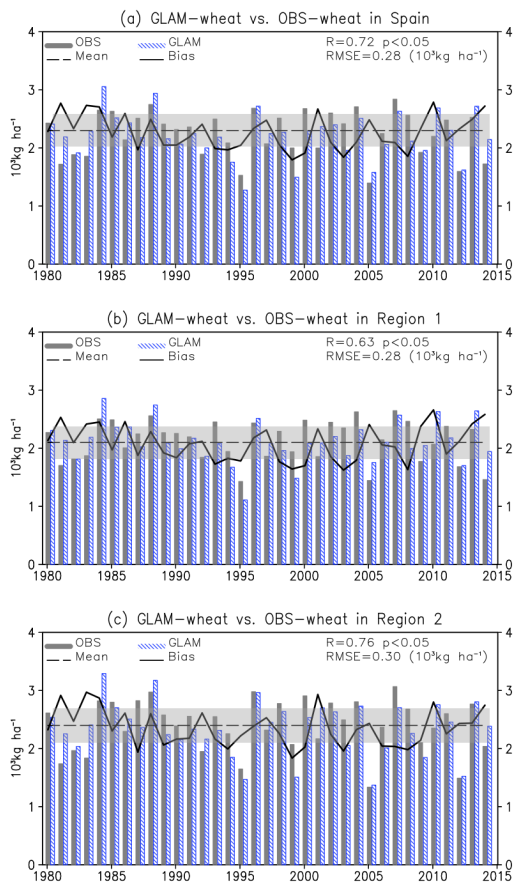 (a) GLAM-wheat vs. OBS-wheat in Spain
OBS GLAM R=0.72 p<0.05
Mean Bias RMSE=0.28 (10³kg ha⁻¹)
10³kg ha⁻¹
4 4
3 3
2 2
1 1
0 0
1980 1985 1990 1995 2000 2005 2010 2015
(b) GLAM-wheat vs. OBS-wheat in Region 1
OBS GLAM R=0.63 p<0.05
Mean Bias RMSE=0.28 (10³kg ha⁻¹)
10³kg ha⁻¹
4 4
3 3
2 2
1 1
0 0
1980 1985 1990 1995 2000 2005 2010 2015
(c) GLAM-wheat vs. OBS-wheat in Region 2
OBS GLAM R=0.76 p<0.05
Mean Bias RMSE=0.30 (10³kg ha⁻¹)
10³kg ha⁻¹
4 4
3 3
2 2
1 1
0 0
1980 1985 1990 1995 2000 2005 2010 2015